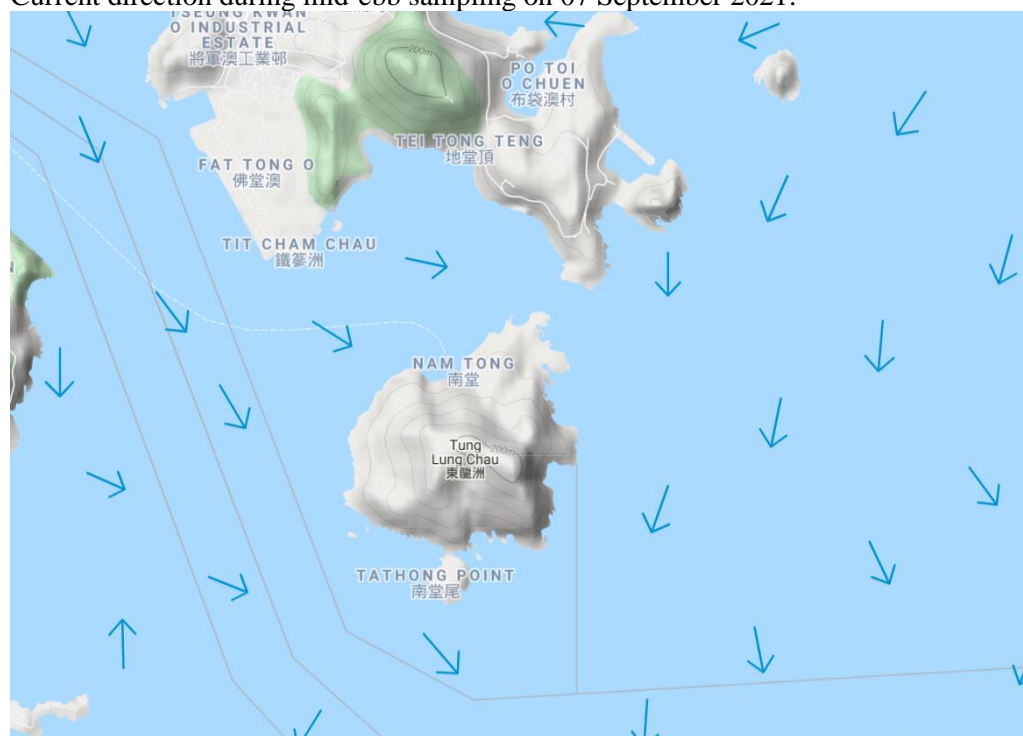 Current direction during mid-ebb sampling on 07 September 2021:
TSEUNG KWAN
O INDUSTRIAL
ESTATE
將軍澳工業邨
200m
PO TOI
O CHUEN
布袋澳村
TEI TONG TENG
地堂頂
FAT TONG O
佛堂澳
TIT CHAM CHAU
鐵篸洲
N
NAM TONG
南堂
Tung
Lung Chau
東龍洲
200m
TATHONG POINT
南堂尾